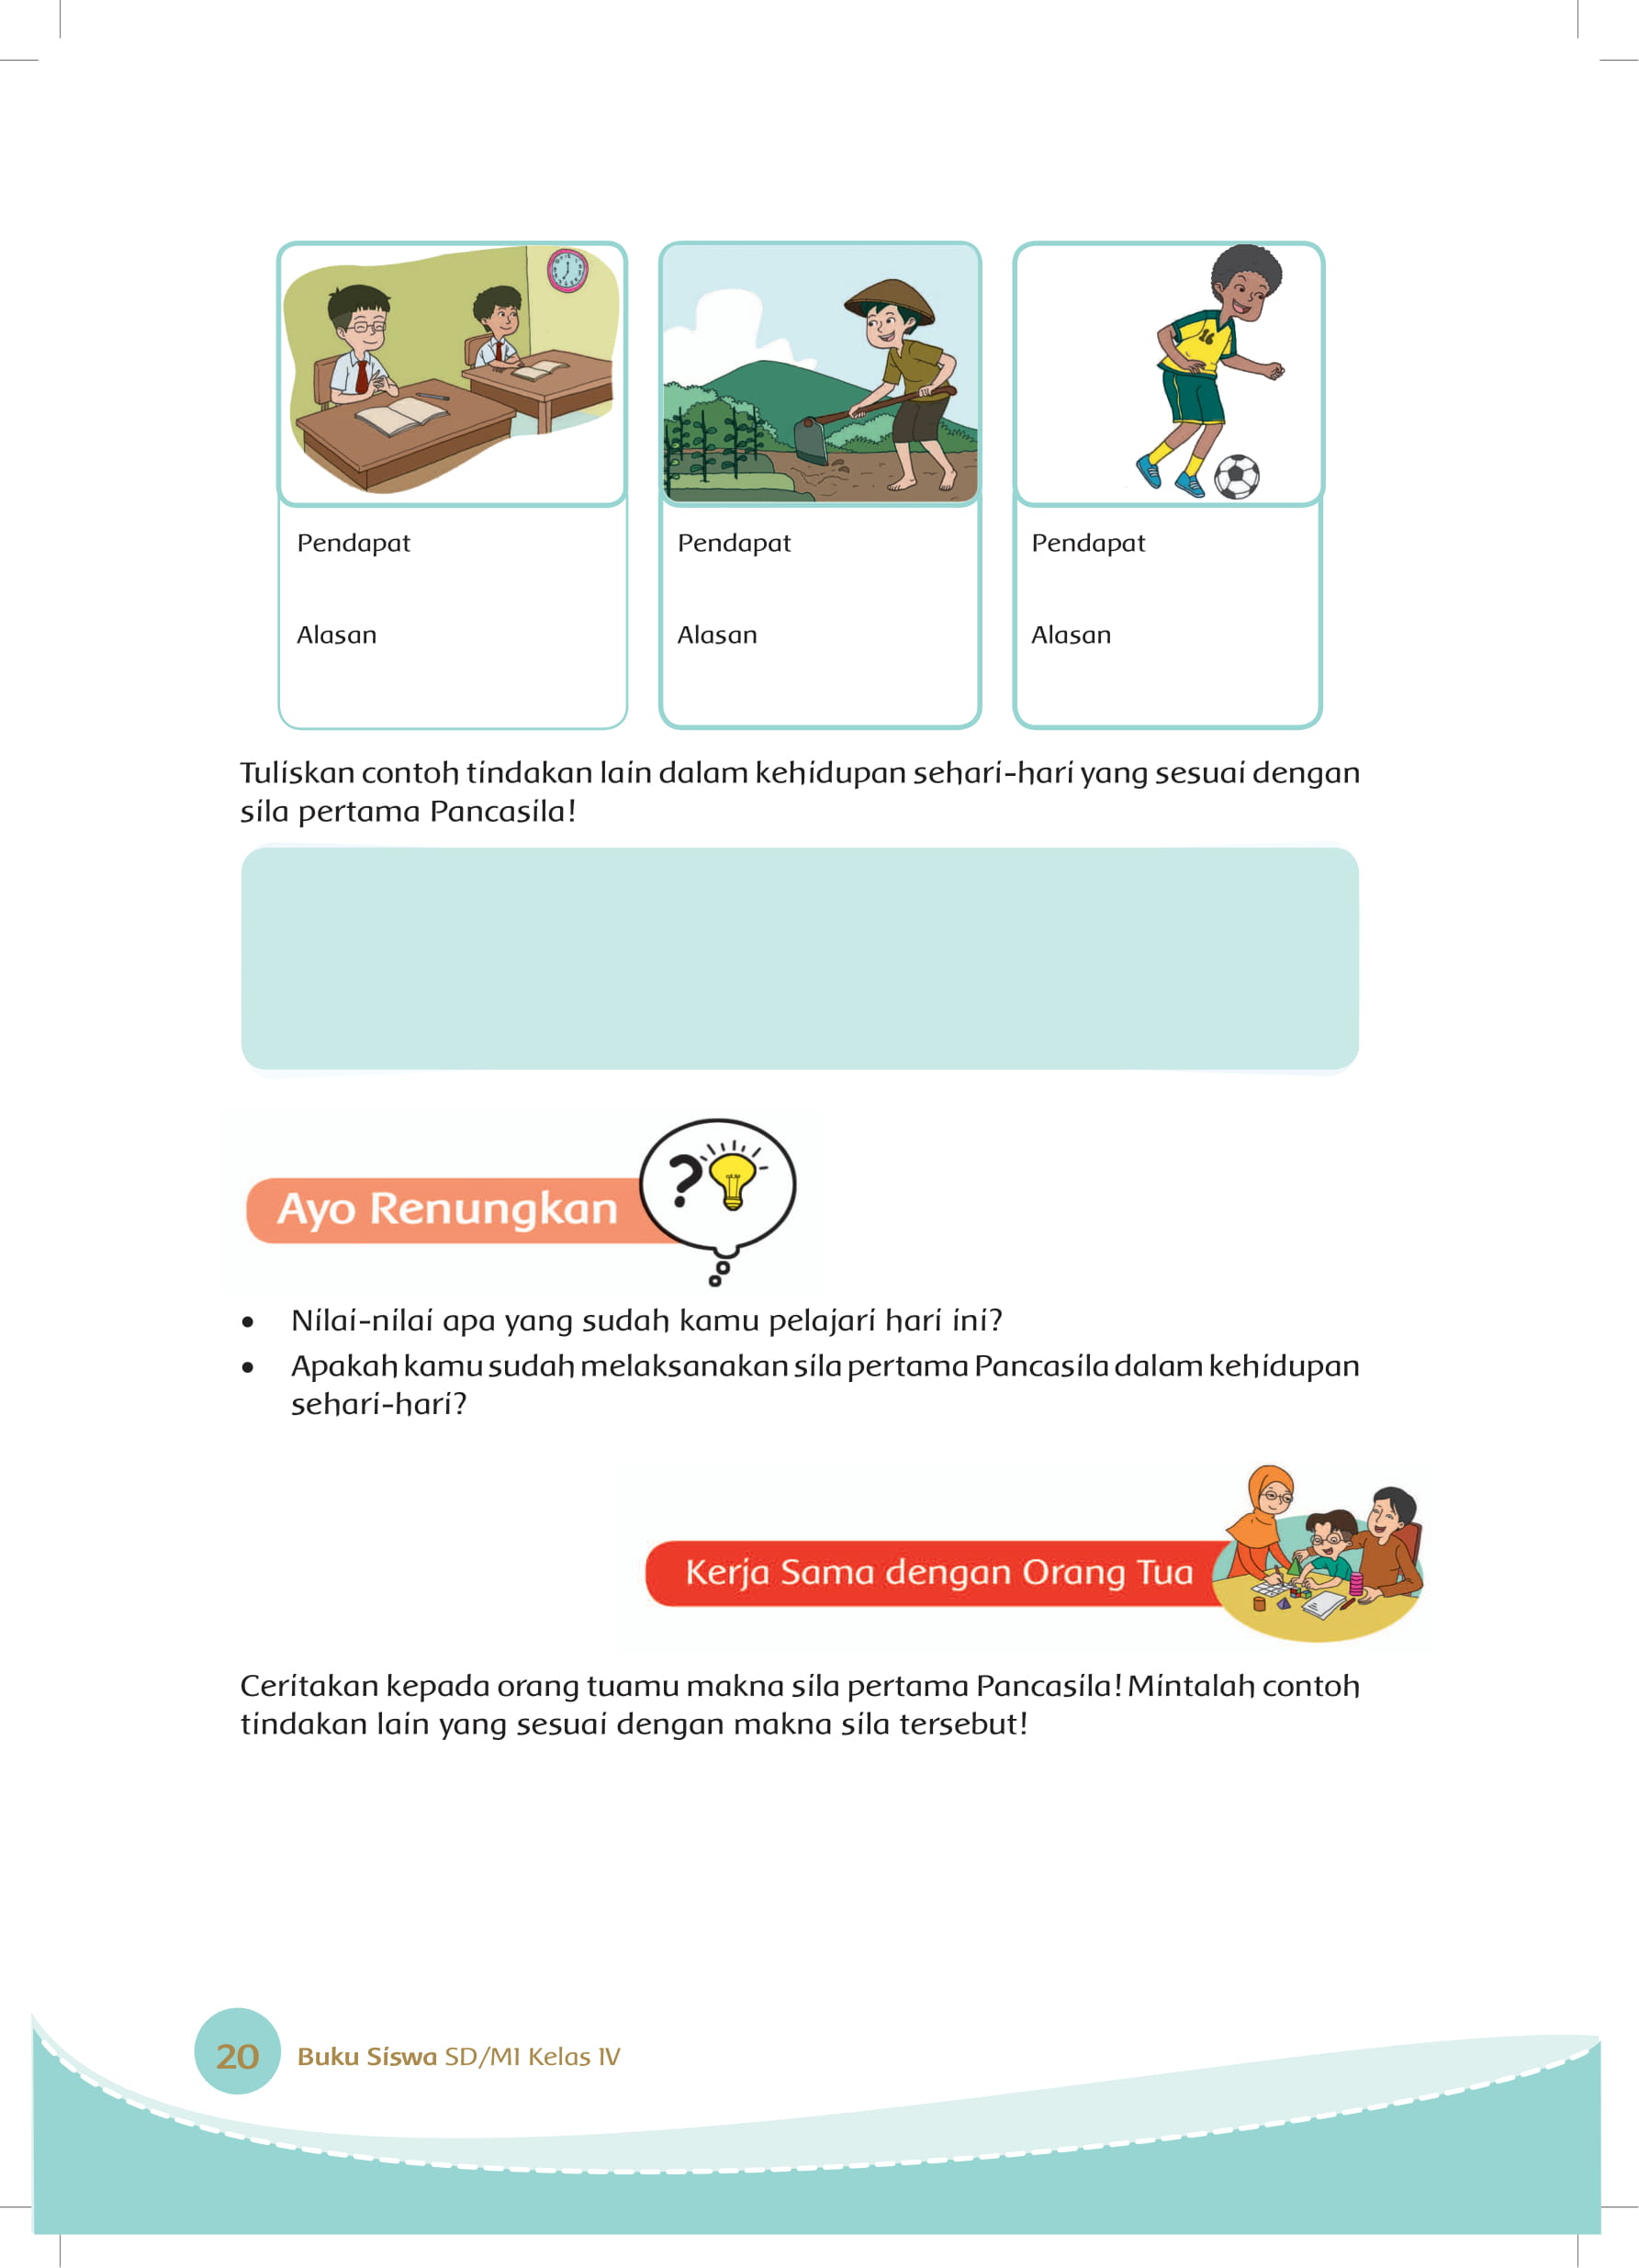 16
Pendapat
Alasan
Pendapat
Alasan
Pendapat
Alasan
Tuliskan contoh tindakan lain dalam kehidupan sehari-hari yang sesuai dengan
sila pertama Pancasila!
Ayo Renungkan
?
• Nilai-nilai apa yang sudah kamu pelajari hari ini?
• Apakah kamu sudah melaksanakan sila pertama Pancasila dalam kehidupan
sehari-hari?
Kerja Sama dengan Orang Tua
Ceritakan kepada orang tuamu makna sila pertama Pancasila! Mintalah contoh
tindakan lain yang sesuai dengan makna sila tersebut!
20
Buku Siswa SD/MI Kelas IV